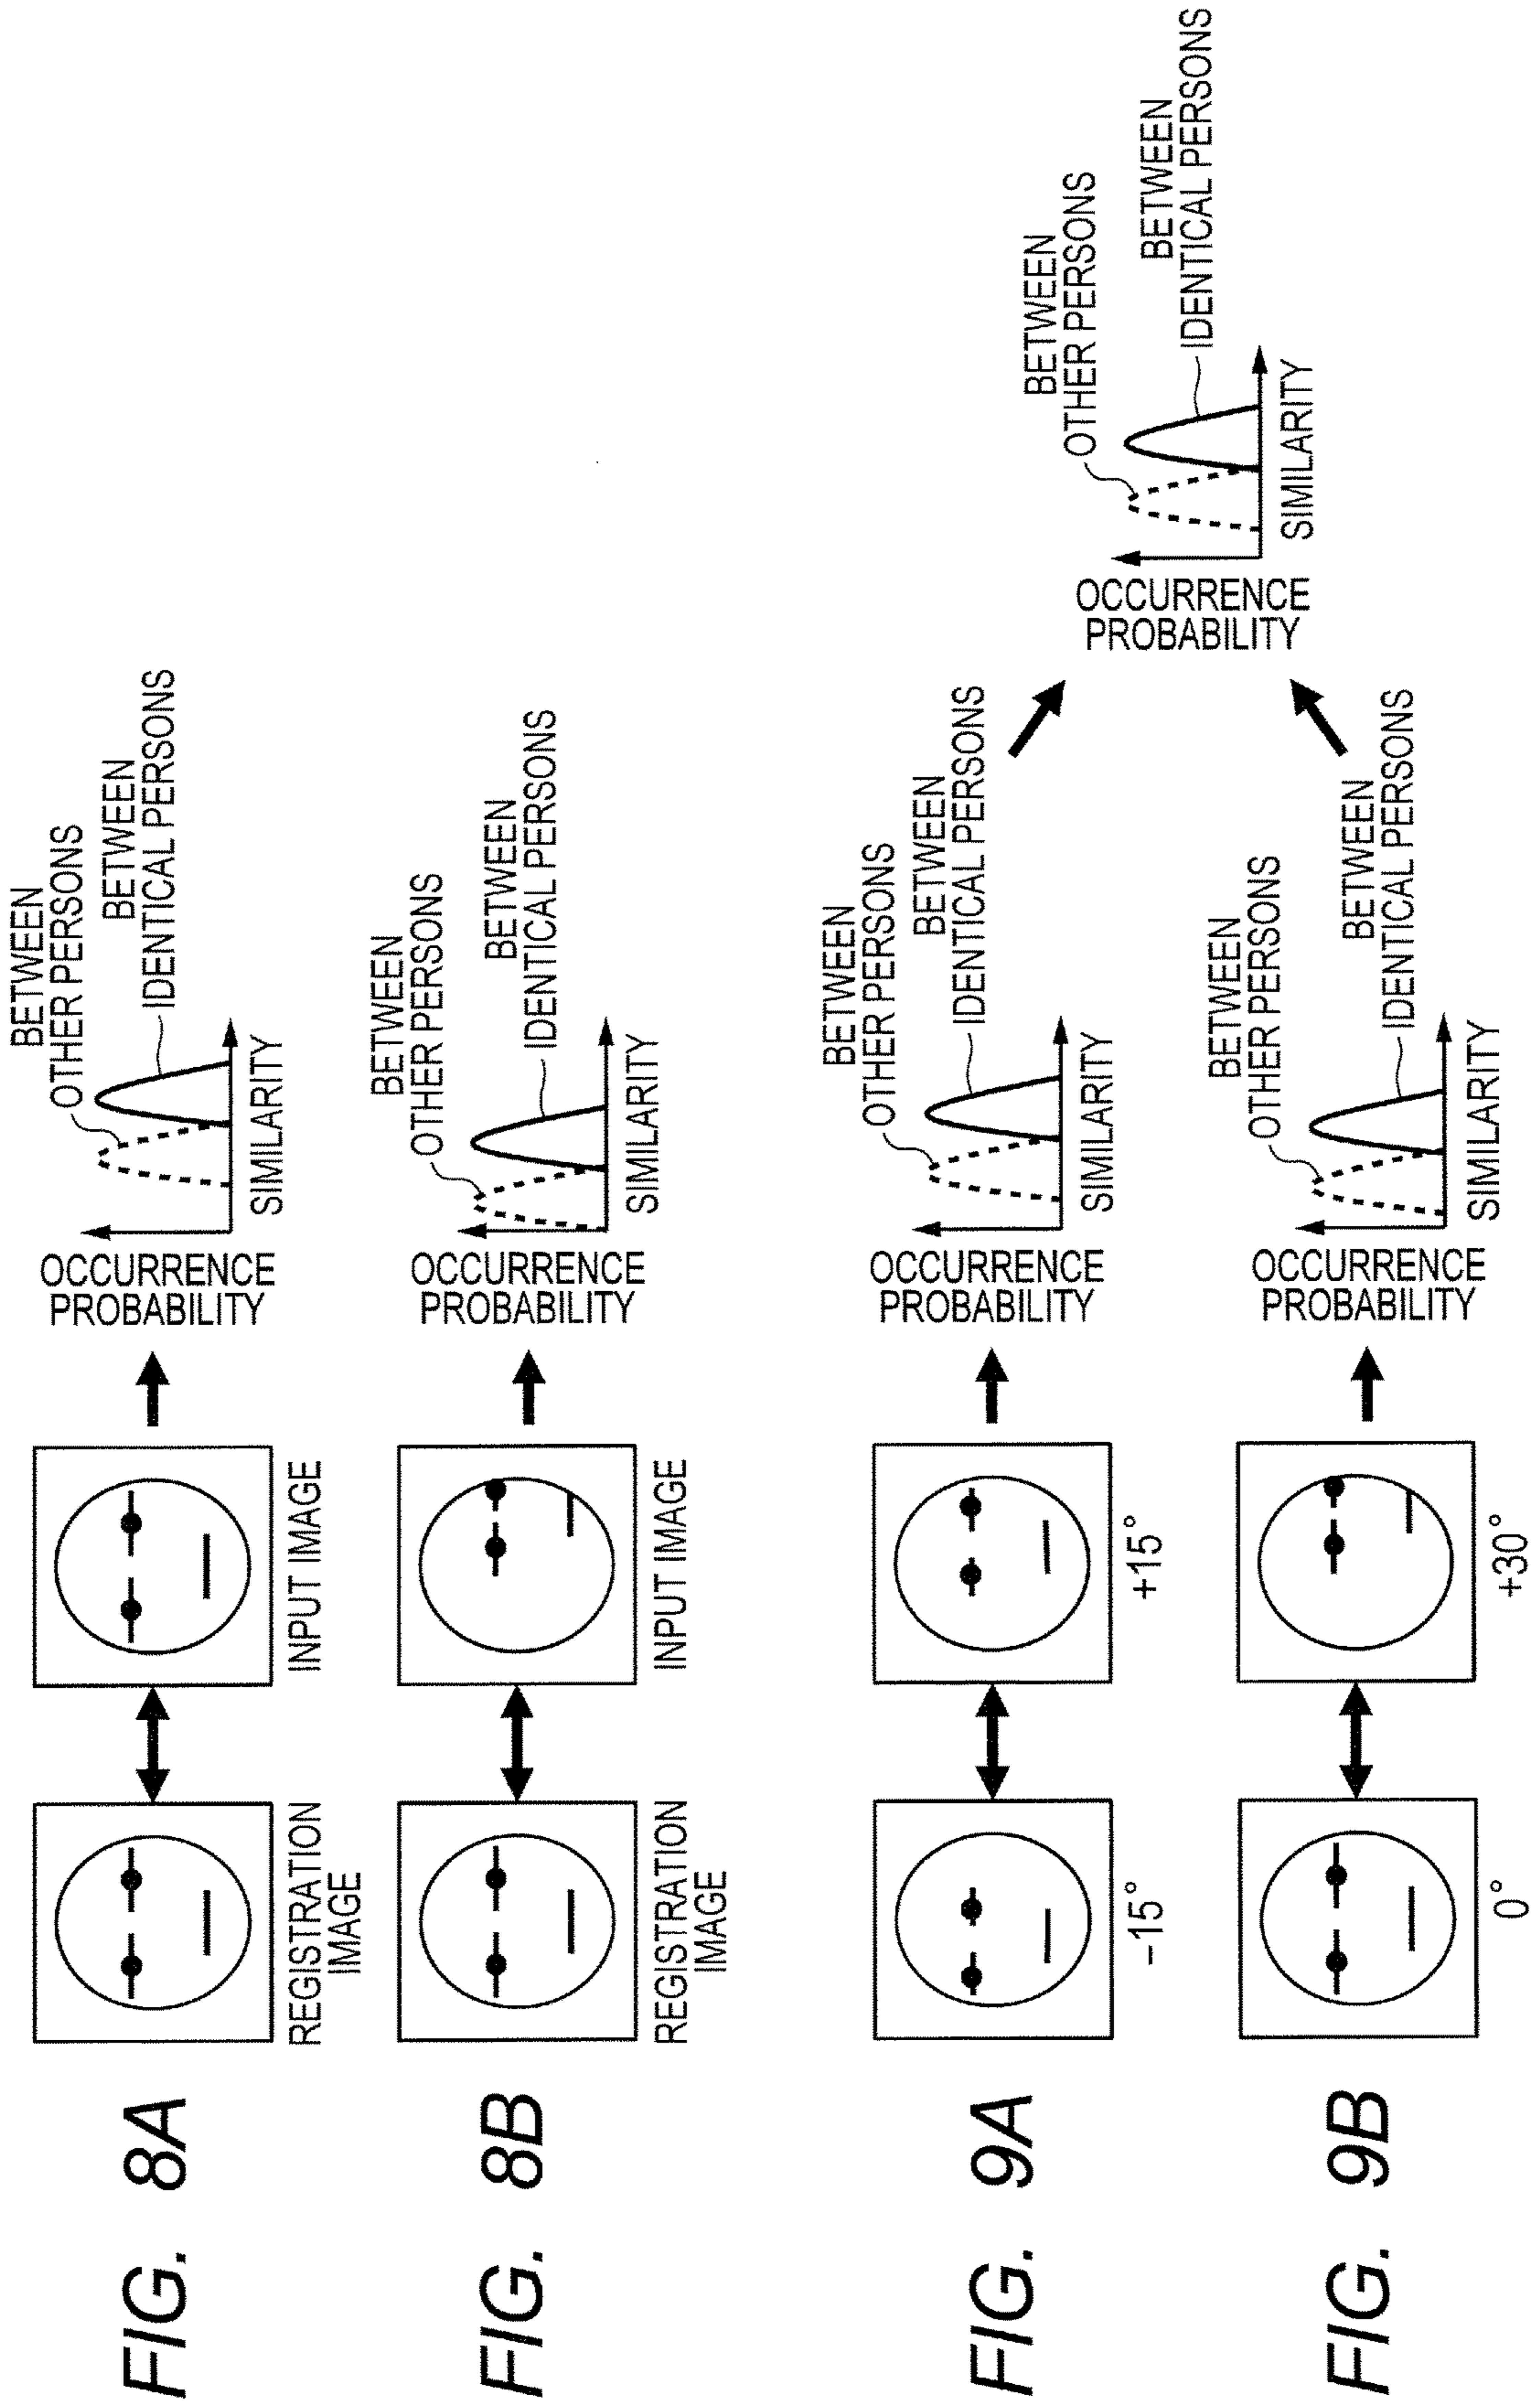 FIG. 8A
REGISTRATION
IMAGE
INPUT IMAGE
OCCURRENCE
PROBABILITY
SIMILARITY
BETWEEN
OTHER PERSONS
BETWEEN
IDENTICAL PERSONS
FIG. 8B
REGISTRATION
IMAGE
INPUT IMAGE
OCCURRENCE
PROBABILITY
SIMILARITY
BETWEEN
OTHER PERSONS
BETWEEN
IDENTICAL PERSONS
FIG. 9A
−15°
+15°
OCCURRENCE
PROBABILITY
SIMILARITY
BETWEEN
OTHER PERSONS
BETWEEN
IDENTICAL PERSONS
OCCURRENCE
PROBABILITY
SIMILARITY
BETWEEN
OTHER PERSONS
BETWEEN
IDENTICAL PERSONS
FIG. 9B
0°
+30°
OCCURRENCE
PROBABILITY
SIMILARITY
BETWEEN
OTHER PERSONS
BETWEEN
IDENTICAL PERSONS